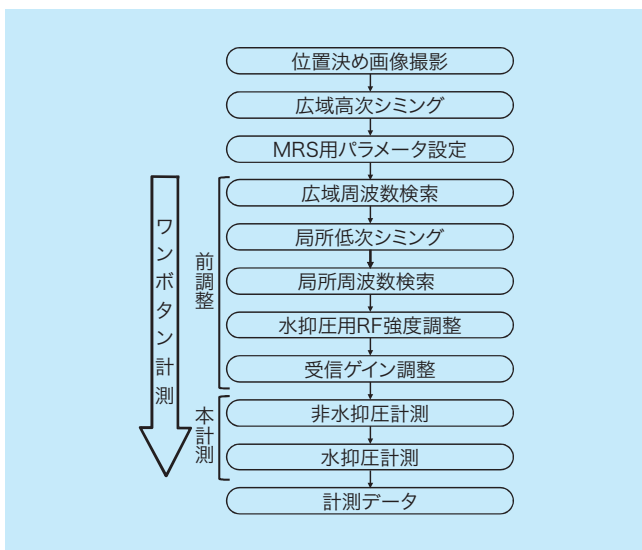 位置決め画像撮影
広域高次シミング
MRS用パラメータ設定
広域周波数検索
局所低次シミング
局所周波数検索
水抑圧用RF強度調整
受信ゲイン調整
非水抑圧計測
水抑圧計測
計測データ
ワンボタン計測
前調整
本計測